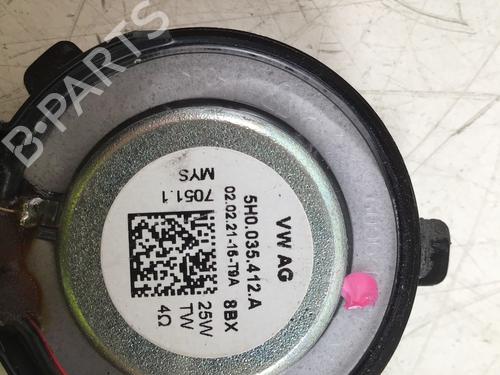 B-PARTS
VW AG
5H0.035.412.A
02.02.21-16-T9A 8BX
7051.1
MYS
25W
TW
4Ω